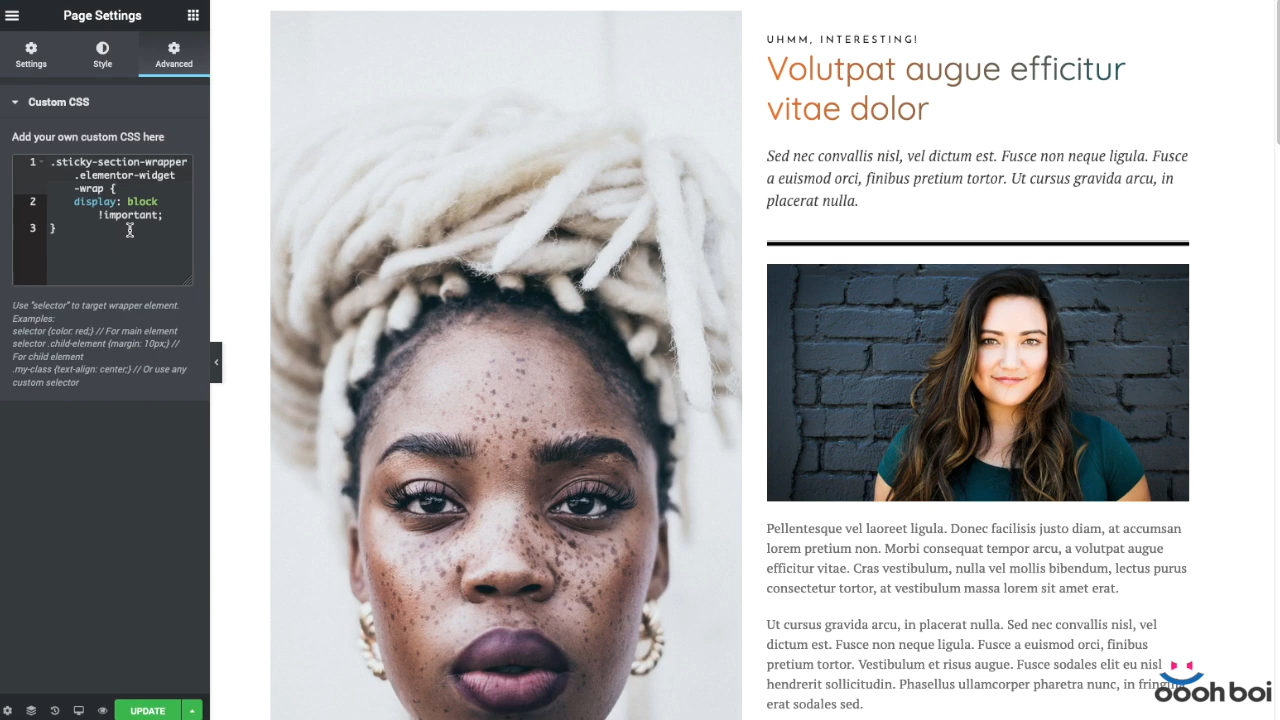 Page Settings
Settings
Style
Advanced
Custom CSS
Add your own custom CSS here
1 .sticky-section-wrapper
.elementor-widget
-wrap {
2 display: block
!important;
3 }
Use "selector" to target wrapper element.
Examples:
selector {color: red;} // For main element
selector .child-element {margin: 10px;} //
For child element
.my-class {text-align: center;} // Or use any
custom selector
UPDATE
UHMM, INTERESTING!
Volutpat augue efficitur
vitae dolor
Sed nec convallis nisl, vel dictum est. Fusce non neque ligula. Fusce
a euismod orci, finibus pretium tortor. Ut cursus gravida arcu, in
placerat nulla.
Pellentesque vel laoreet ligula. Donec facilisis justo diam, at accumsan
lorem pretium non. Morbi consequat tempor arcu, a volutpat augue
efficitur vitae. Cras vestibulum, nulla vel mollis bibendum, lectus purus
consectetur tortor, at vestibulum massa lorem sit amet erat.
Ut cursus gravida arcu, in placerat nulla. Sed nec convallis nisl, vel
dictum est. Fusce non neque ligula. Fusce a euismod orci, finibus
pretium tortor. Vestibulum et risus augue. Fusce sodales elit eu nisl
hendrerit sollicitudin. Phasellus ullamcorper pharetra nunc, in
erat sodales sed.
ooohboi